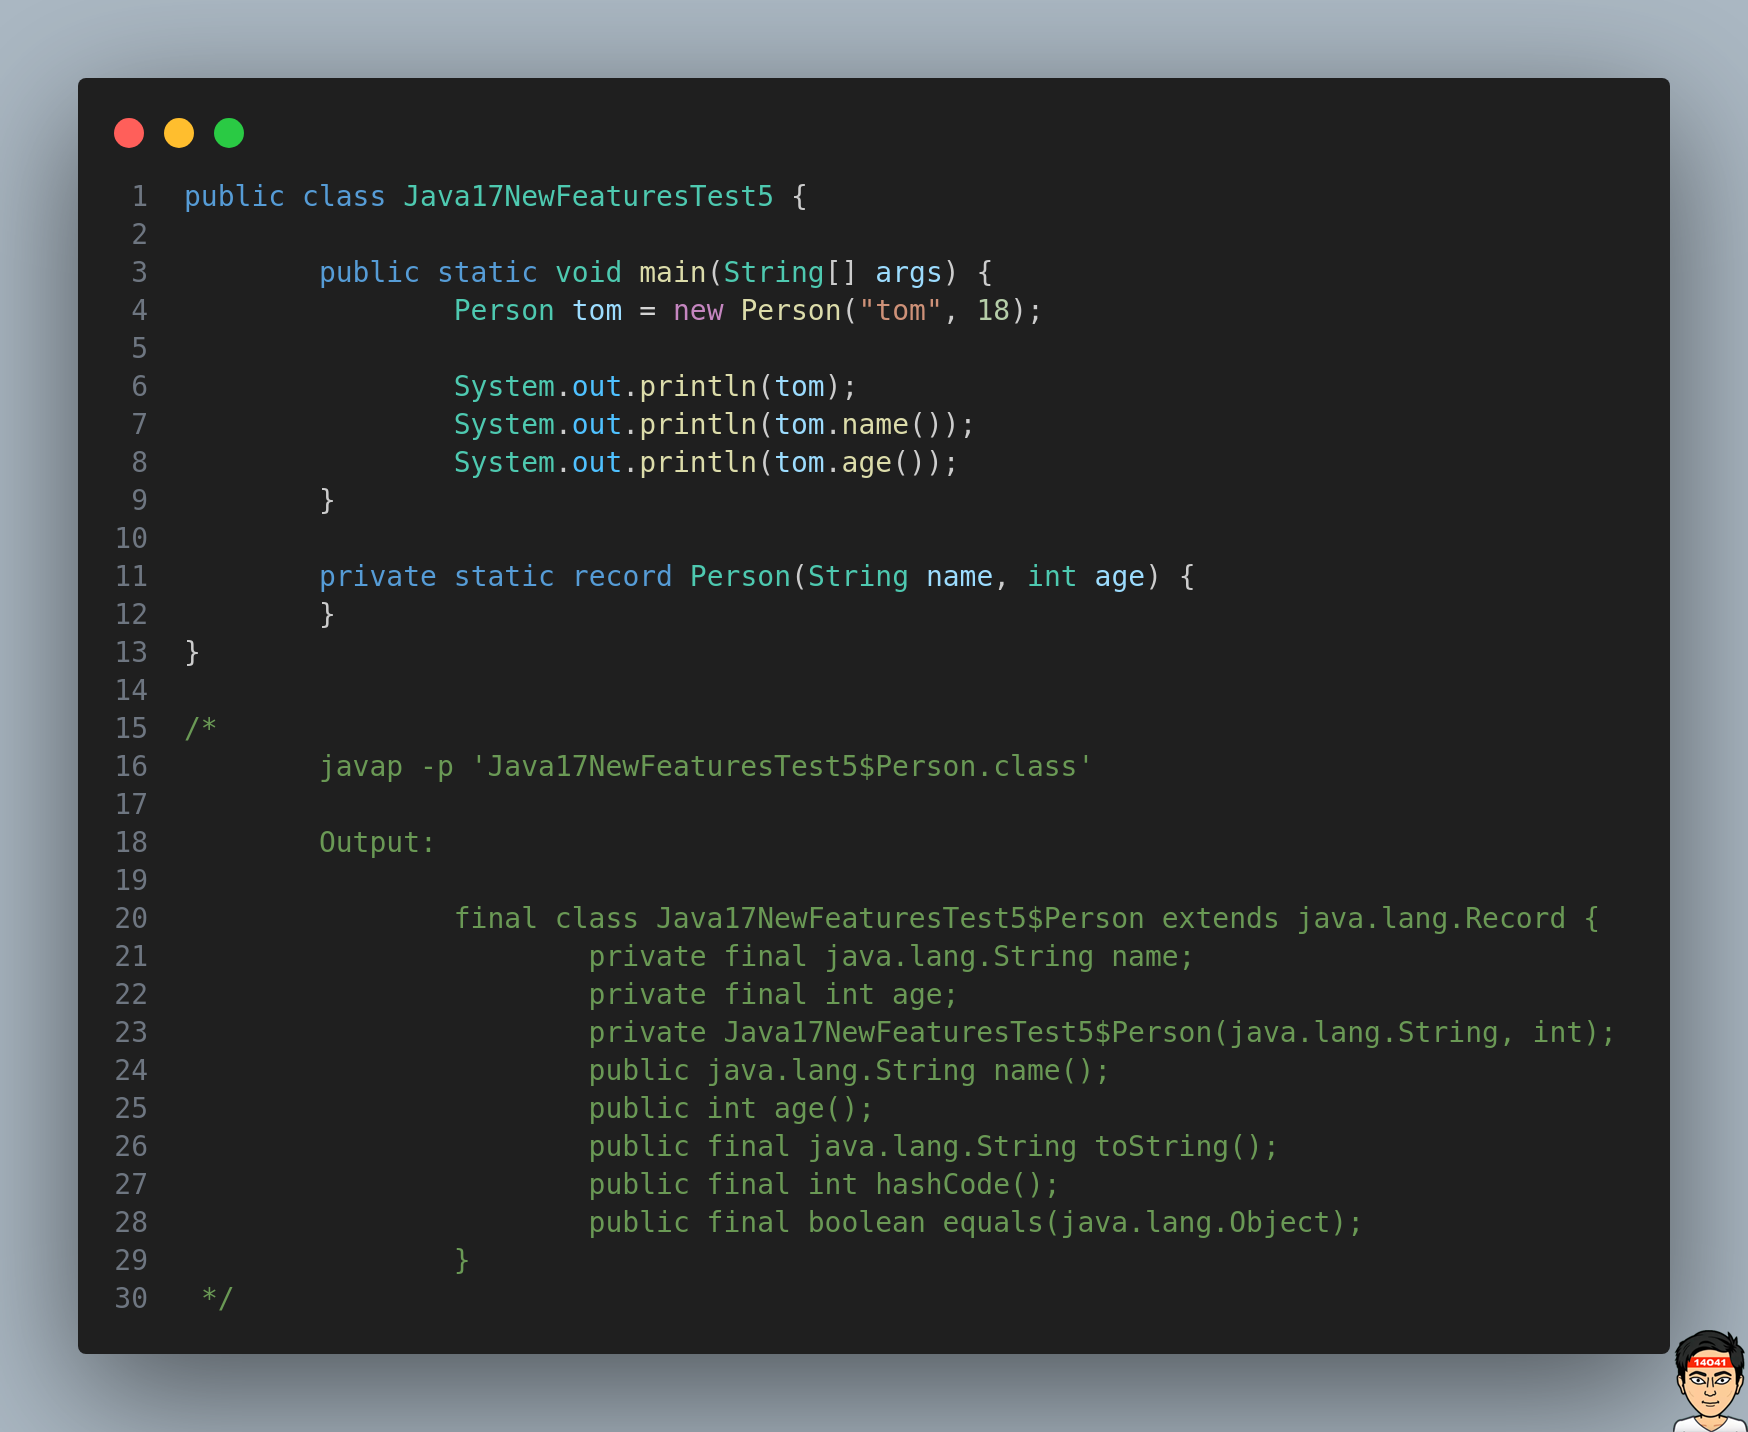 1 public class Java17NewFeaturesTest5 {
2
3 public static void main(String[] args) {
4 Person tom = new Person("tom", 18);
5
6 System.out.println(tom);
7 System.out.println(tom.name());
8 System.out.println(tom.age());
9 }
10
11 private static record Person(String name, int age) {
12 }
13 }
14
15 /*
16 javap -p 'Java17NewFeaturesTest5$Person.class'
17
18 Output:
19
20 final class Java17NewFeaturesTest5$Person extends java.lang.Record {
21 private final java.lang.String name;
22 private final int age;
23 private Java17NewFeaturesTest5$Person(java.lang.String, int);
24 public java.lang.String name();
25 public int age();
26 public final java.lang.String toString();
27 public final int hashCode();
28 public final boolean equals(java.lang.Object);
29 }
30 */
14041